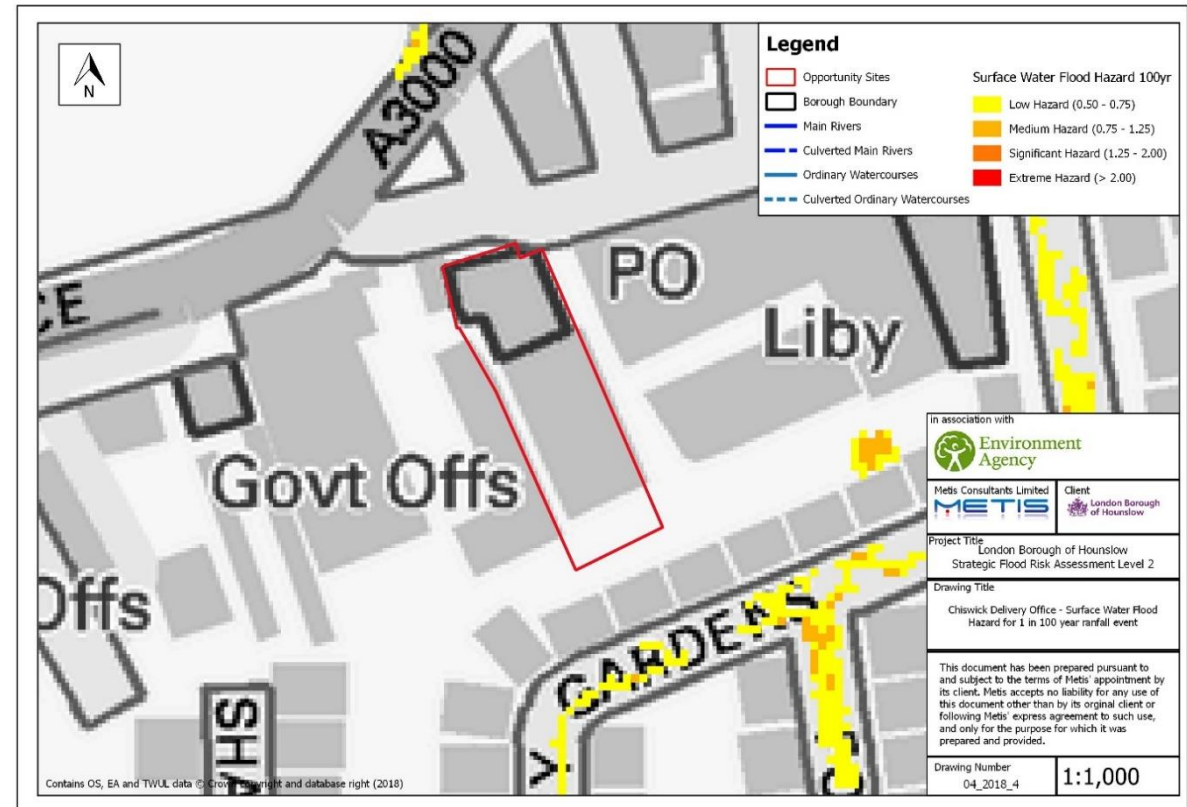 N
A3000
CE
PO
Liby
Govt Offs
Offs
GARDENS
Legend
Opportunity Sites
Borough Boundary
Main Rivers
Culverted Main Rivers
Ordinary Watercourses
Culverted Ordinary Watercourses
Surface Water Flood Hazard 100yr
Low Hazard (0.50 - 0.75)
Medium Hazard (0.75 - 1.25)
Significant Hazard (1.25 - 2.00)
Extreme Hazard (> 2.00)
in association with
Environment
Agency
Metis Consultants Limited
METIS
Client
London Borough
of Hounslow
Project Title
London Borough of Hounslow
Strategic Flood Risk Assessment Level 2
Drawing Title
Chiswick Delivery Office - Surface Water Flood
Hazard for 1 in 100 year ranfall event
This document has been prepared pursuant to
and subject to the terms of Metis' appointment by
its client. Metis accepts no liability for any use of
this document other than by its orginal client or
following Metis' express agreement to such use,
and only for the purpose for which it was
prepared and provided.
Drawing Number
04_2018_4
1:1,000
Contains OS, EA and TWUL data © Crown copyright and database right (2018)